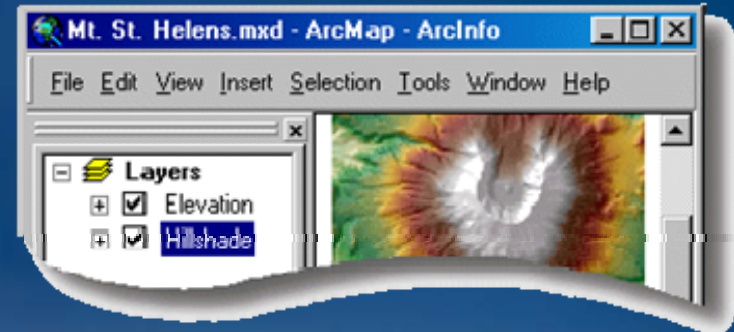 Mt. St. Helens.mxd - ArcMap - ArcInfo
File Edit View Insert Selection Tools Window Help
Layers
Elevation
Hillshade